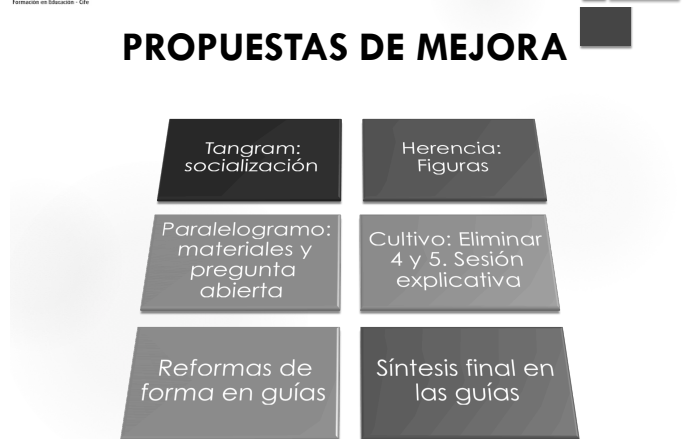 Formación en Educación - Cife
PROPUESTAS DE MEJORA
Tangram:
socialización
Herencia:
Figuras
Paralelogramo:
materiales y
pregunta
abierta
Cultivo: Eliminar
4 y 5. Sesión
explicativa
Reformas de
forma en guías
Síntesis final en
las guías